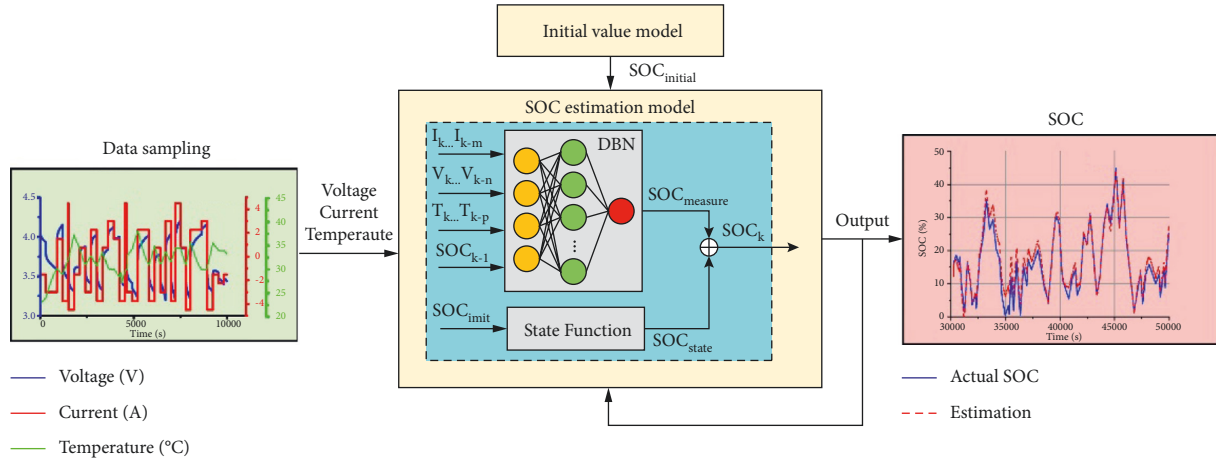 Initial value model
SOCinitial
SOC estimation model
Data sampling
4.5
4.0
3.5
3.0
4
2
0
-2
-4
45
40
35
30
25
20
0
5000
10000
Time (s)
Voltage (V)
Current (A)
Temperature (°C)
Voltage
Current
Temperaute
Ik... Ik-m
Vk... Vk-n
Tk... Tk-p
SOCk-1
DBN
SOCmeasure
SOCk
SOCimit
State Function
SOCstate
Output
SOC
SOC (%)
50
40
30
20
10
0
30000
35000
40000
45000
50000
Time (s)
Actual SOC
Estimation